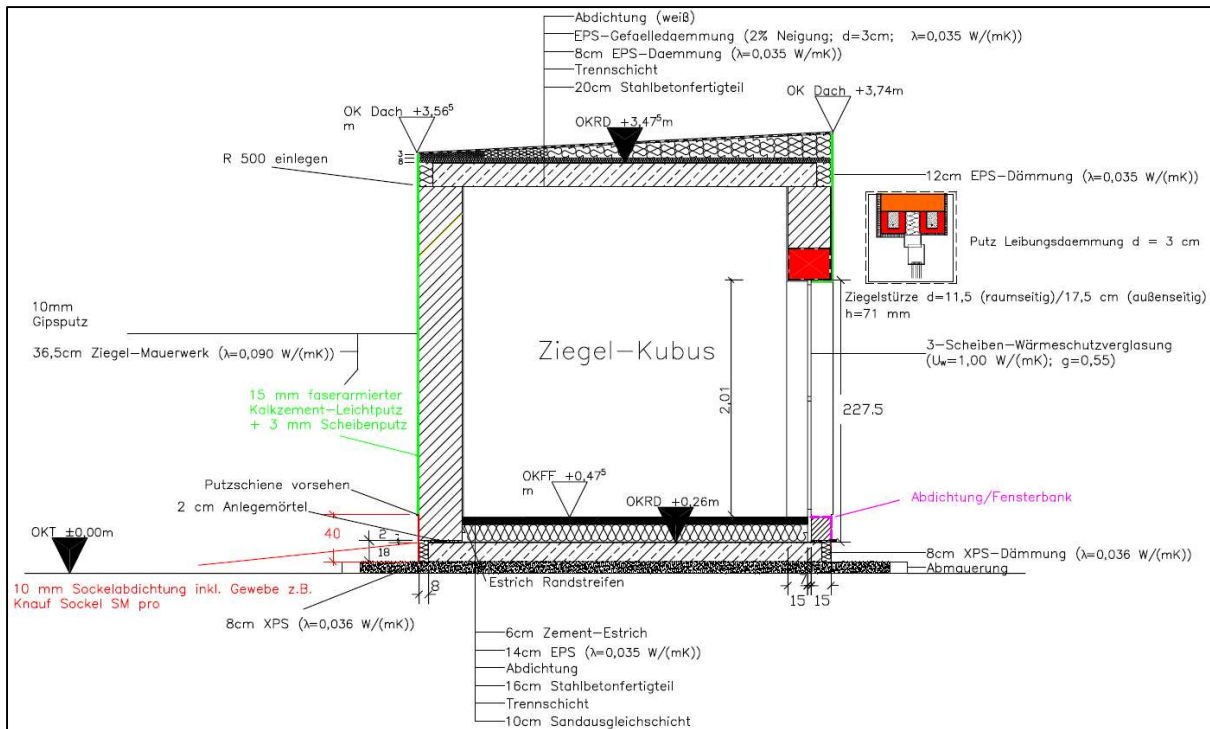 Abdichtung (weiß)
EPS-Gefaelledaemmung (2% Neigung; d=3cm; λ=0,035 W/(mK))
8cm EPS-Daemmung (λ=0,035 W/mK))
Trennschicht
20cm Stahlbetonfertigteil
OK Dach +3,56⁵
m
OKRD +3,47⁵m
OK Dach +3,74m
R 500 einlegen
3
8
12cm EPS-Dämmung (λ=0,035 W/(mK))
Putz Leibungsdaemmung d = 3 cm
Ziegelstürze d=11,5 (raumseitig)/17,5 cm (außenseitig)
h=71 mm
10mm
Gipsputz
36,5cm Ziegel-Mauerwerk (λ=0,090 W/(mK))
Ziegel-Kubus
3-Scheiben-Wärmeschutzverglasung
(Uw=1,00 W/(mK); g=0,55)
15 mm faserarmierter
Kalkzement-Leichtputz
+ 3 mm Scheibenputz
2,01
227.5
OKFF +0,47⁵
m
OKRD +0,26m
Putzschiene vorsehen
2 cm Anlegemörtel
Abdichtung/Fensterbank
OKT ±0,00m
40
2
18
8cm XPS-Dämmung (λ=0,036 W/(mK))
Abmauerung
Estrich Randstreifen
8
15
15
10 mm Sockelabdichtung inkl. Gewebe z.B.
Knauf Sockel SM pro
8cm XPS (λ=0,036 W/(mK))
6cm Zement-Estrich
14cm EPS (λ=0,035 W/(mK))
Abdichtung
16cm Stahlbetonfertigteil
Trennschicht
10cm Sandausgleichschicht